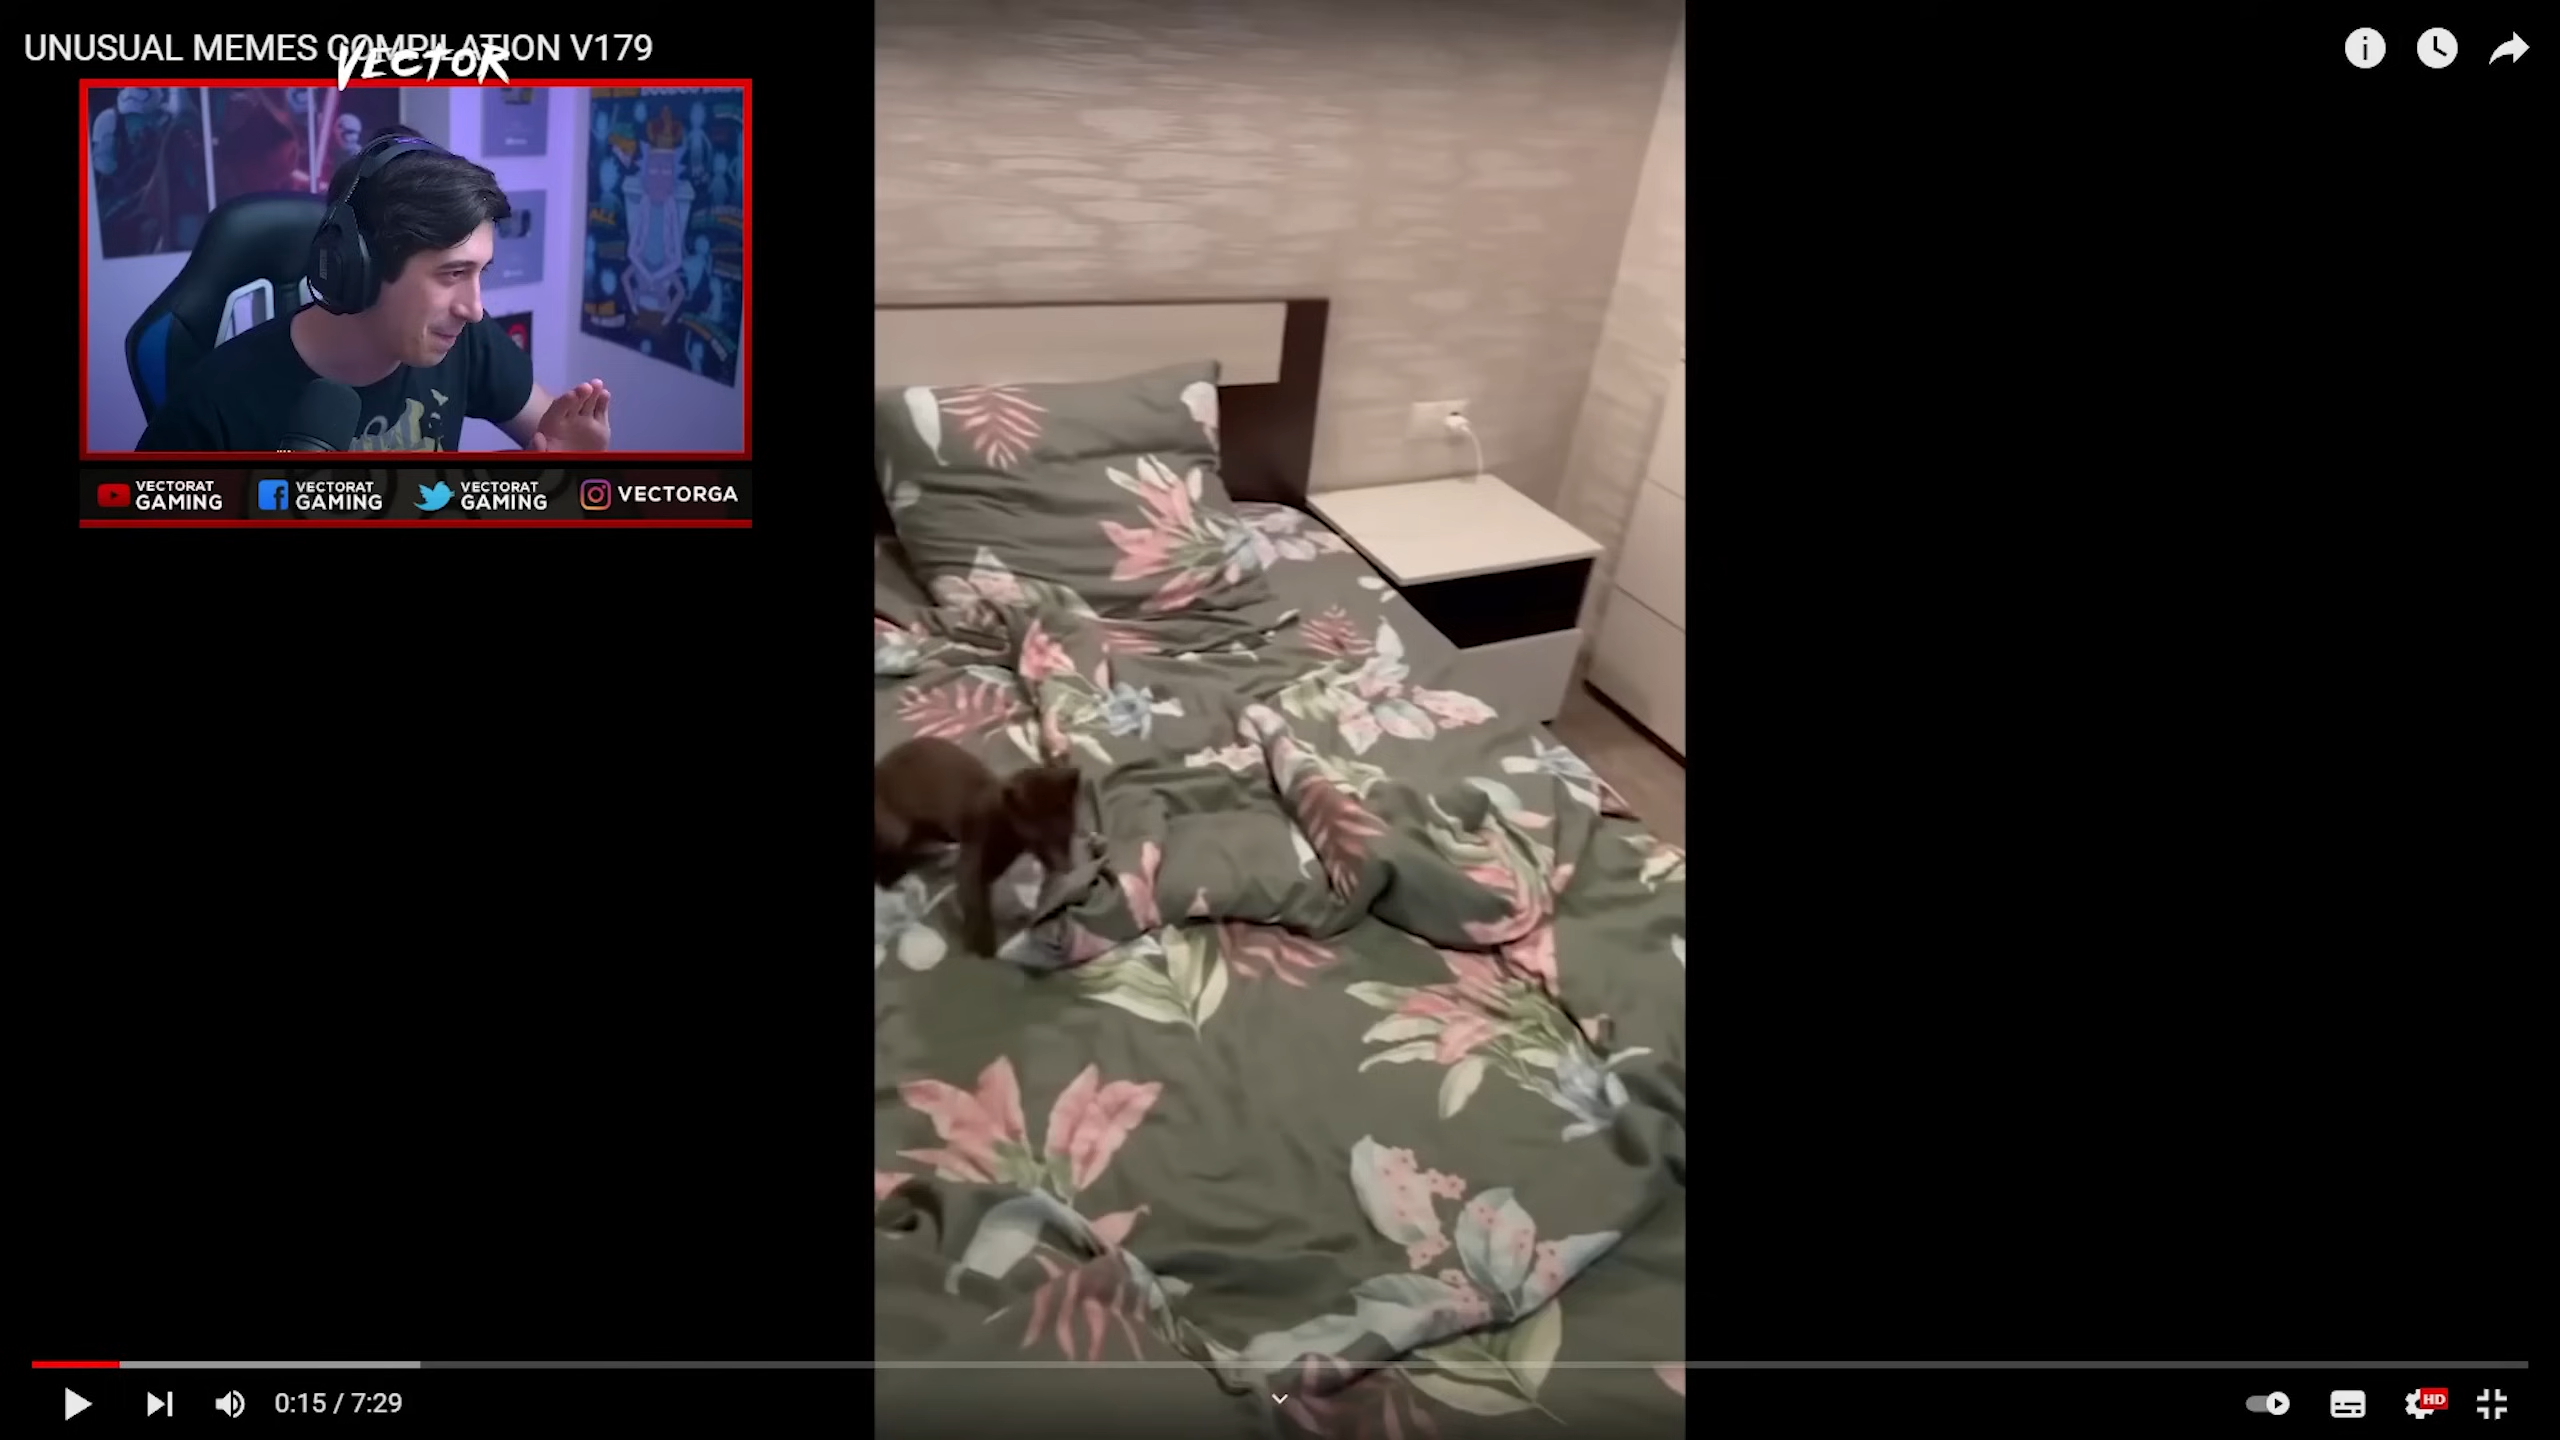 UNUSUAL MEMES COMPILATION V179
VECTOR
VECTORAT GAMING
VECTORAT GAMING
VECTORAT GAMING
VECTORGA
0:15 / 7:29
HD